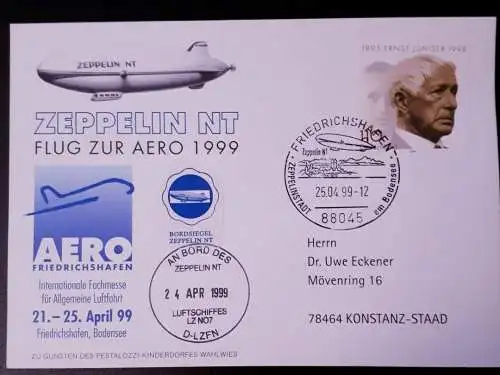 ZEPPELIN NT
1895 ERNST JÜNGER 1998
ZEPPELIN NT
FLUG ZUR AERO 1999
FRIEDRICHSHAFEN
Zeppelin NT
ZEPPELINSTADT
am Bodensee
25.04.99-12
88045
AERO
FRIEDRICHSHAFEN
Internationale Fachmesse
für Allgemeine Luftfahrt
21.–25. April 99
Friedrichshafen, Bodensee
BORDSIEGEL
ZEPPELIN NT
AN BORD DES
ZEPPELIN NT
24 APR 1999
LUFTSCHIFFES
LZ N07
D-LZFN
Herrn
Dr. Uwe Eckener
Mövenring 16
78464 KONSTANZ-STAAD
ZU GUNSTEN DES PESTALOZZI-KINDERDORFES WAHLWIES